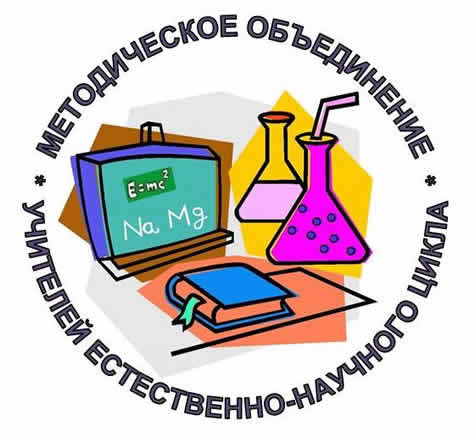 * МЕТОДИЧЕСКОЕ ОБЪЕДИНЕНИЕ *
УЧИТЕЛЕЙ ЕСТЕСТВЕННО-НАУЧНОГО ЦИКЛА
E=mc²
Na Mg